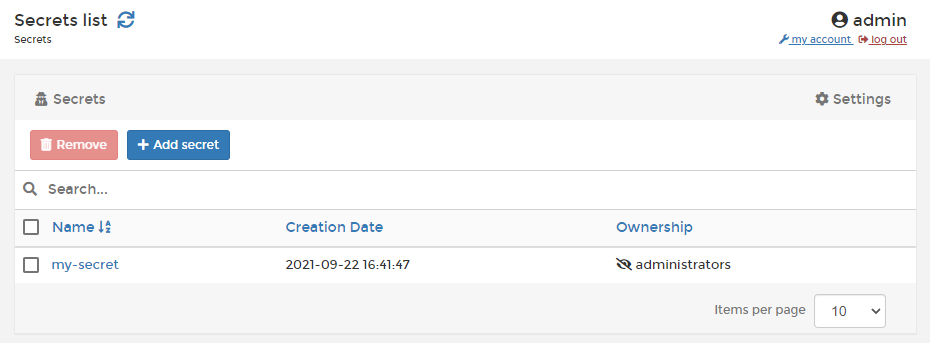 Secrets list
admin
Secrets
my account log out
Secrets
Settings
Remove
Add secret
Search...
Name Creation Date Ownership
my-secret 2021-09-22 16:41:47 administrators
Items per page 10